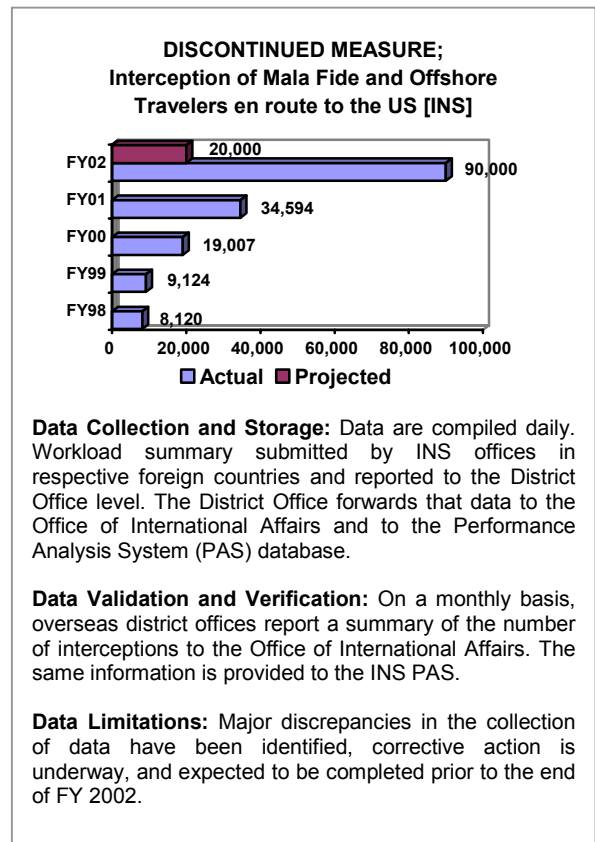 DISCONTINUED MEASURE;
Interception of Mala Fide and Offshore
Travelers en route to the US [INS]
FY02
20,000
90,000
FY01
34,594
FY00
19,007
FY99
9,124
FY98
8,120
0 20,000 40,000 60,000 80,000 100,000
Actual Projected
Data Collection and Storage: Data are compiled daily.
Workload summary submitted by INS offices in
respective foreign countries and reported to the District
Office level. The District Office forwards that data to the
Office of International Affairs and to the Performance
Analysis System (PAS) database.
Data Validation and Verification: On a monthly basis,
overseas district offices report a summary of the number
of interceptions to the Office of International Affairs. The
same information is provided to the INS PAS.
Data Limitations: Major discrepancies in the collection
of data have been identified, corrective action is
underway, and expected to be completed prior to the end
of FY 2002.